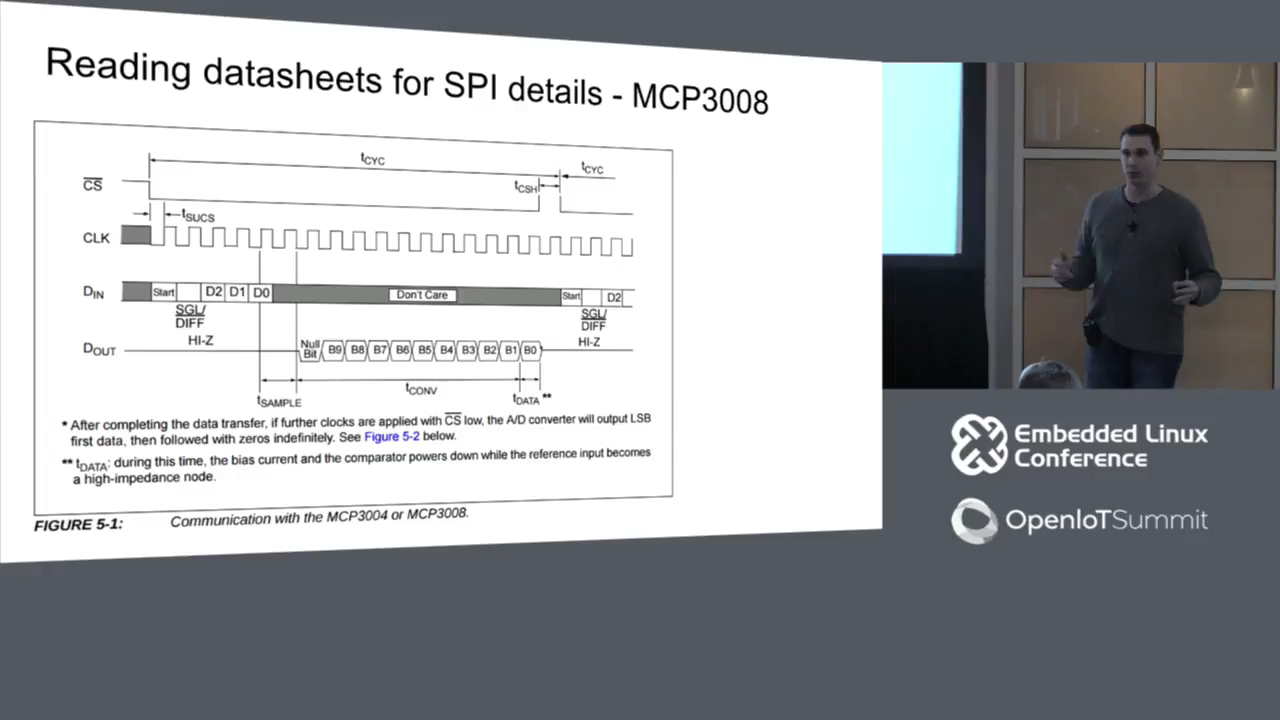 Reading datasheets for SPI details - MCP3008
tCYC
tCYC
CS
tCSH
tSUCS
CLK
DIN
Start
D2
D1
D0
Don't Care
Start
D2
SGL/
DIFF
SGL/
DIFF
HI-Z
HI-Z
DOUT
Null
Bit
B9
B8
B7
B6
B5
B4
B3
B2
B1
B0
*
tSAMPLE
tCONV
tDATA **
* After completing the data transfer, if further clocks are applied with CS low, the A/D converter will output LSB
first data, then followed with zeros indefinitely. See Figure 5-2 below.
** tDATA: during this time, the bias current and the comparator powers down while the reference input becomes
a high-impedance node.
FIGURE 5-1: Communication with the MCP3004 or MCP3008.
Embedded Linux
Conference
OpenIoTSummit